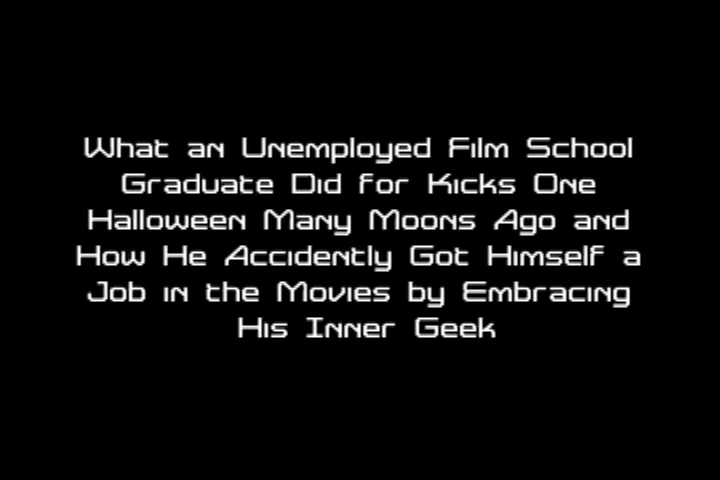 What an Unemployed Film School
Graduate Did for Kicks One
Halloween Many Moons Ago and
How He Accidently Got Himself a
Job in the Movies by Embracing
His Inner Geek